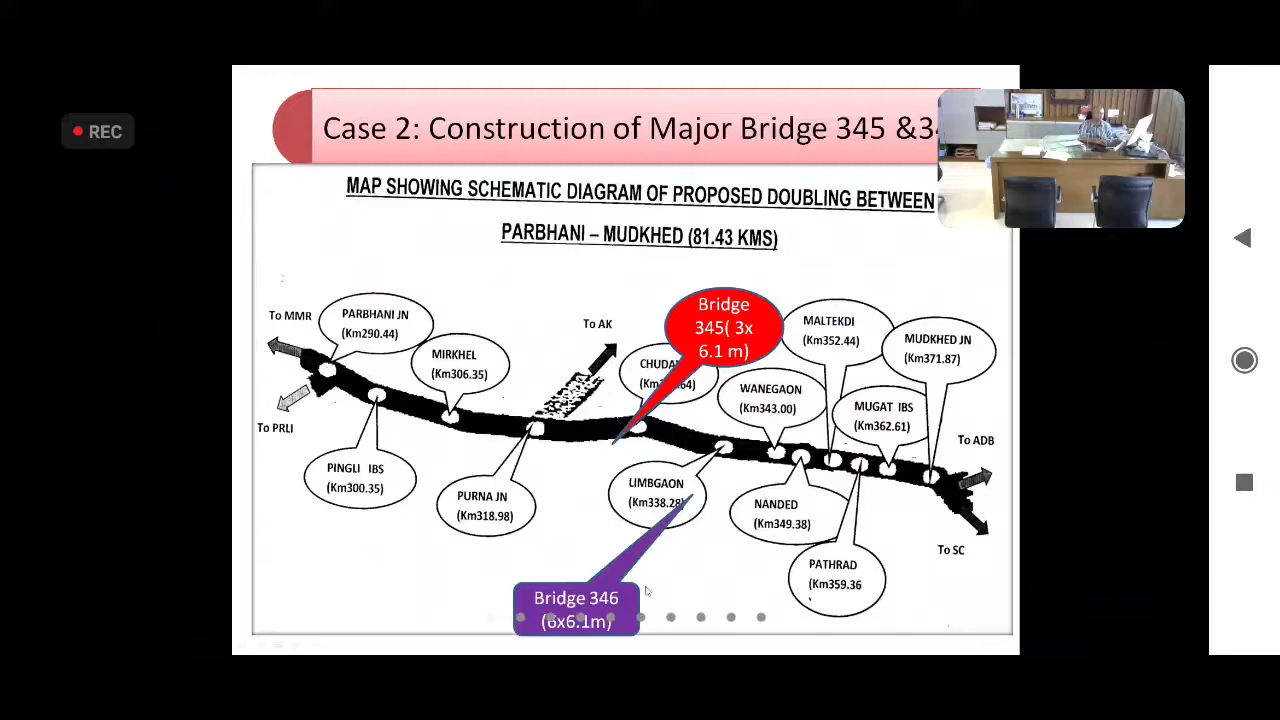 REC
Case 2: Construction of Major Bridge 345 &
MAP SHOWING SCHEMATIC DIAGRAM OF PROPOSED DOUBLING BETWEEN
PARBHANI – MUDKHED (81.43 KMS)
To MMR
PARBHANI JN
(Km290.44)
MIRKHEL
(Km306.35)
To AK
Bridge
345( 3x
6.1 m)
MALTEKDI
(Km352.44)
MUDKHED JN
(Km371.87)
WANEGAON
(Km343.00)
MUGAT IBS
(Km362.61)
To PRLI
To ADB
PINGLI IBS
(Km300.35)
PURNA JN
(Km318.98)
LIMBGAON
(Km338.28)
NANDED
(Km349.38)
To SC
PATHRAD
(Km359.36
Bridge 346
(6x6.1m)